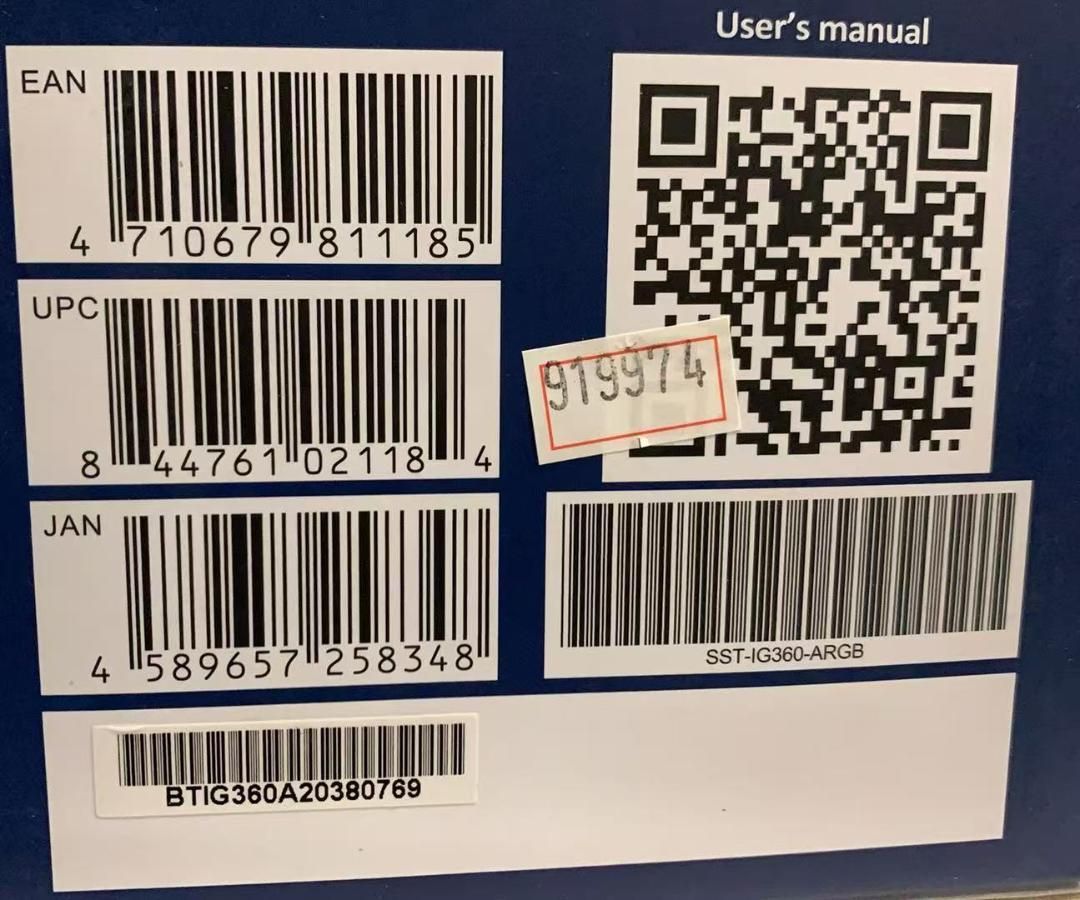 User's manual
EAN
4 710679 811185
UPC
8 44761 02118 4
919974
JAN
4 589657 258348
SST-IG360-ARGB
BTIG360A20380769